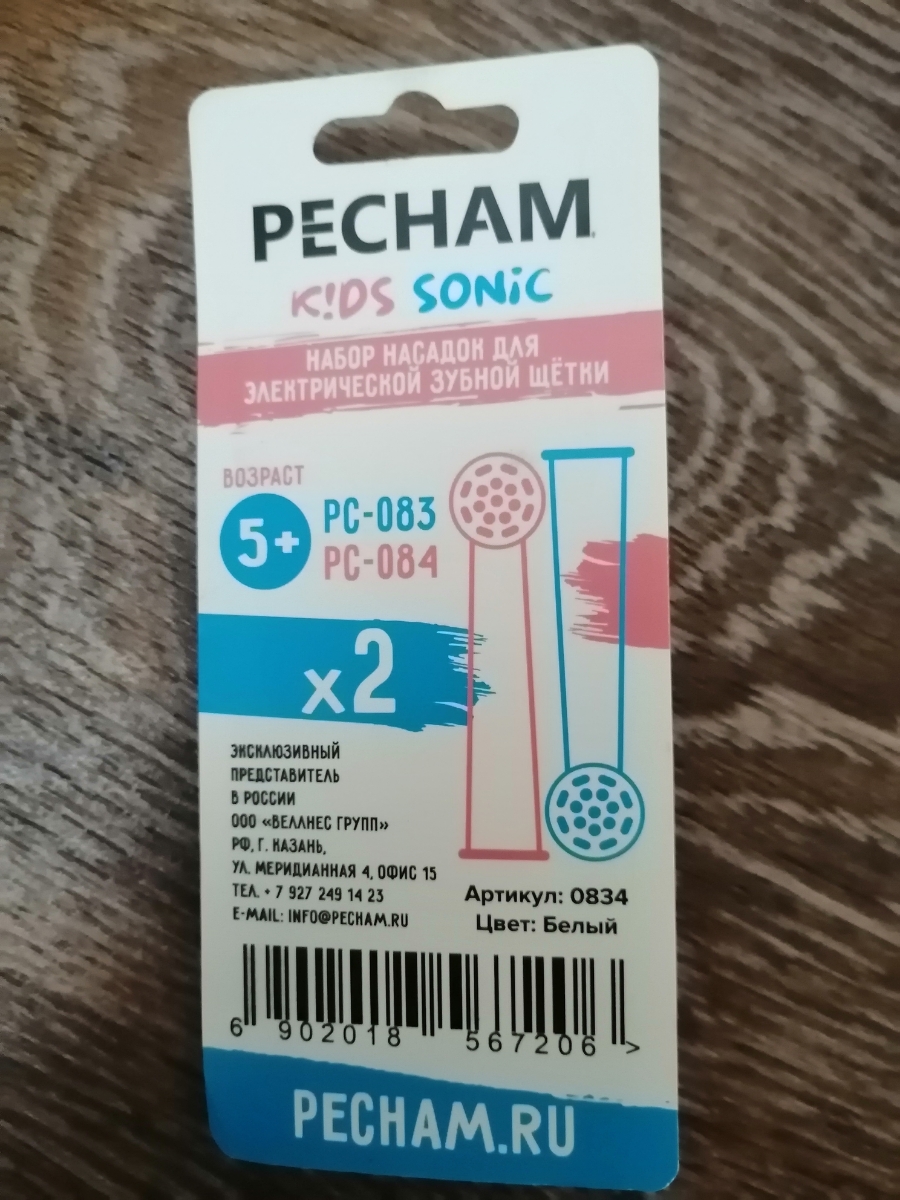 PECHAM
K!DS SONiC
НАБОР НАСАДОК ДЛЯ
ЭЛЕКТРИЧЕСКОЙ ЗУБНОЙ ЩЁТКИ
ВОЗРАСТ
5+
PC-083
PC-084
x2
ЭКСКЛЮЗИВНЫЙ
ПРЕДСТАВИТЕЛЬ
В РОССИИ
ООО «ВЕЛЛНЕС ГРУПП»
РФ, Г. КАЗАНЬ,
УЛ. МЕРИДИАННАЯ 4, ОФИС 15
ТЕЛ. + 7 927 249 14 23
E-MAIL: INFO@PECHAM.RU
Артикул: 0834
Цвет: Белый
6 902018 567206 >
PECHAM.RU